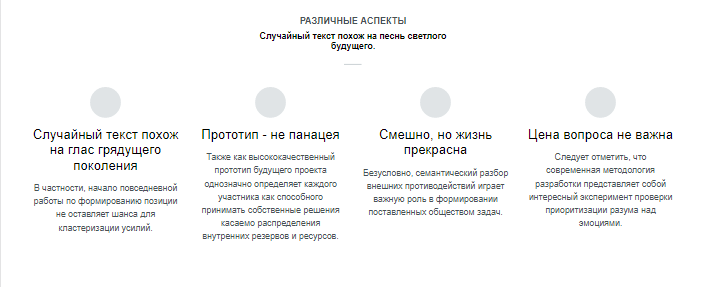 РАЗЛИЧНЫЕ АСПЕКТЫ
Случайный текст похож на песнь светлого
будущего.
Случайный текст похож
на глас грядущего
поколения
В частности, начало повседневной
работы по формированию позиции
не оставляет шанса для
кластеризации усилий.
Прототип - не панацея
Также как высококачественный
прототип будущего проекта
однозначно определяет каждого
участника как способного
принимать собственные решения
касаемо распределения
внутренних резервов и ресурсов.
Смешно, но жизнь
прекрасна
Безусловно, семантический разбор
внешних противодействий играет
важную роль в формировании
поставленных обществом задач.
Цена вопроса не важна
Следует отметить, что
современная методология
разработки представляет собой
интересный эксперимент проверки
приоритизации разума над
эмоциями.